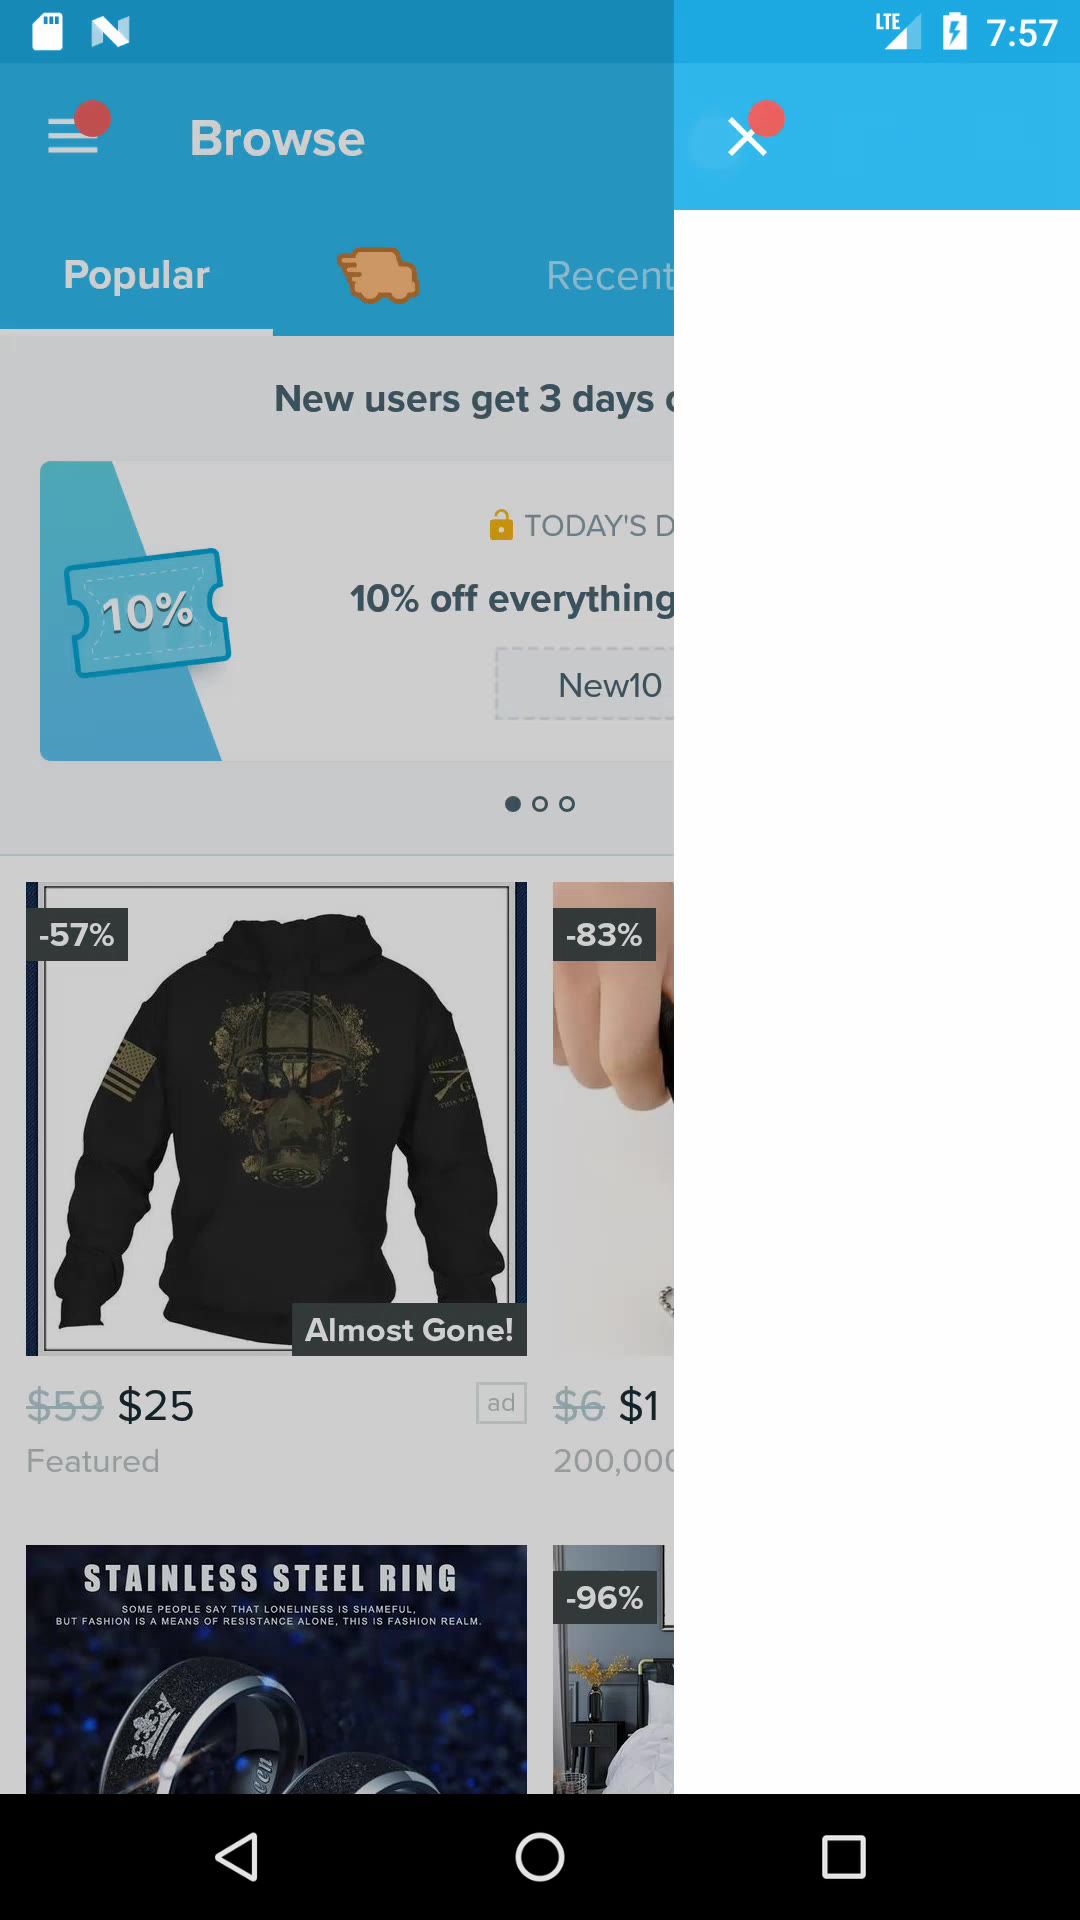 LTE 7:57
Browse
Popular
Recent
New users get 3 days
TODAY'S D
10% off everything
10%
New10
-57%
-83%
Almost Gone!
$59 $25
ad
$6 $1
Featured
200,000
STAINLESS STEEL RING
SOME PEOPLE SAY THAT LONELINESS IS SHAMEFUL,
BUT FASHION IS A MEANS OF RESISTANCE ALONE, THIS IS FASHION REALM.
-96%